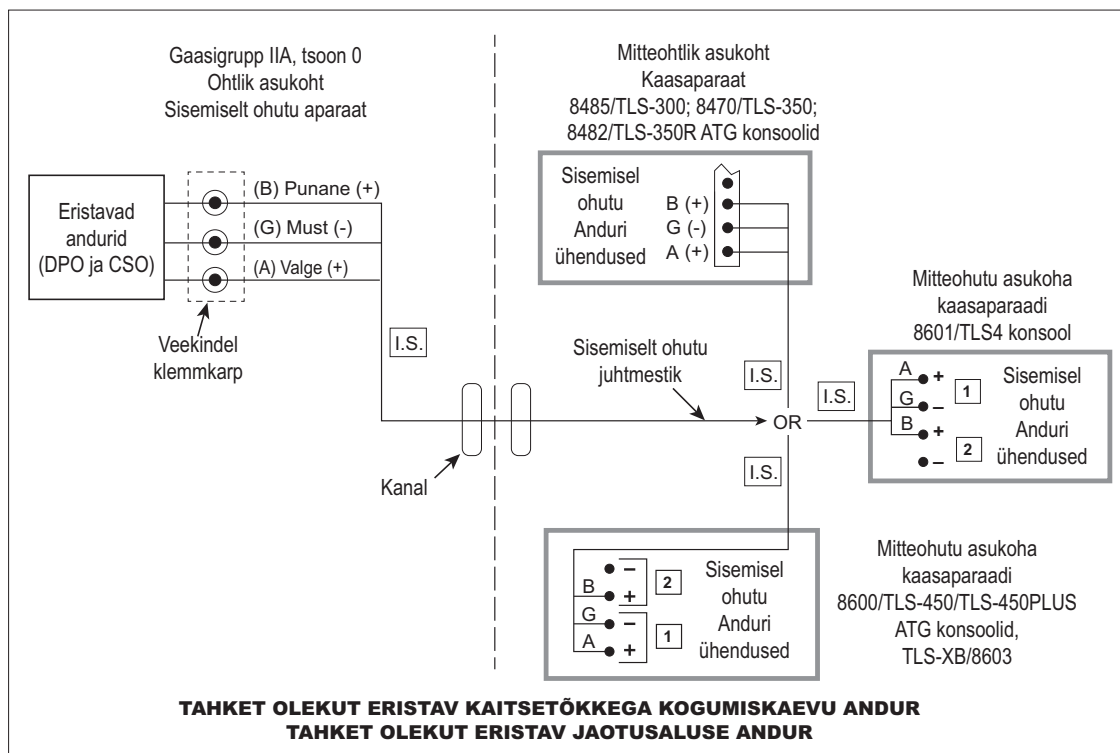 Gaasigrupp IIA, tsoon 0
Ohtlik asukoht
Sisemiselt ohutu aparaat
Mitteohtlik asukoht
Kaasaparaat
8485/TLS-300; 8470/TLS-350;
8482/TLS-350R ATG konsoolid
Eristavad
andurid
(DPO ja CSO)
(B) Punane (+)
(G) Must (-)
(A) Valge (+)
Veekindel
klemmkarp
I.S.
Kanal
Sisemisel
ohutu
Anduri
ühendused
B (+)
G (-)
A (+)
Sisemiselt ohutu
juhtmestik
I.S.
OR
I.S.
I.S.
Mitteohutu asukoha
kaasaparaadi
8601/TLS4 konsool
A +
G –
B +
–
1
2
Sisemisel
ohutu
Anduri
ühendused
–
B +
G –
A +
2
1
Sisemisel
ohutu
Anduri
ühendused
Mitteohutu asukoha
kaasaparaadi
8600/TLS-450/TLS-450PLUS
ATG konsoolid,
TLS-XB/8603
TAHKET OLEKUT ERISTAV KAITSETÕKKEGA KOGUMISKAEVU ANDUR
TAHKET OLEKUT ERISTAV JAOTUSALUSE ANDUR